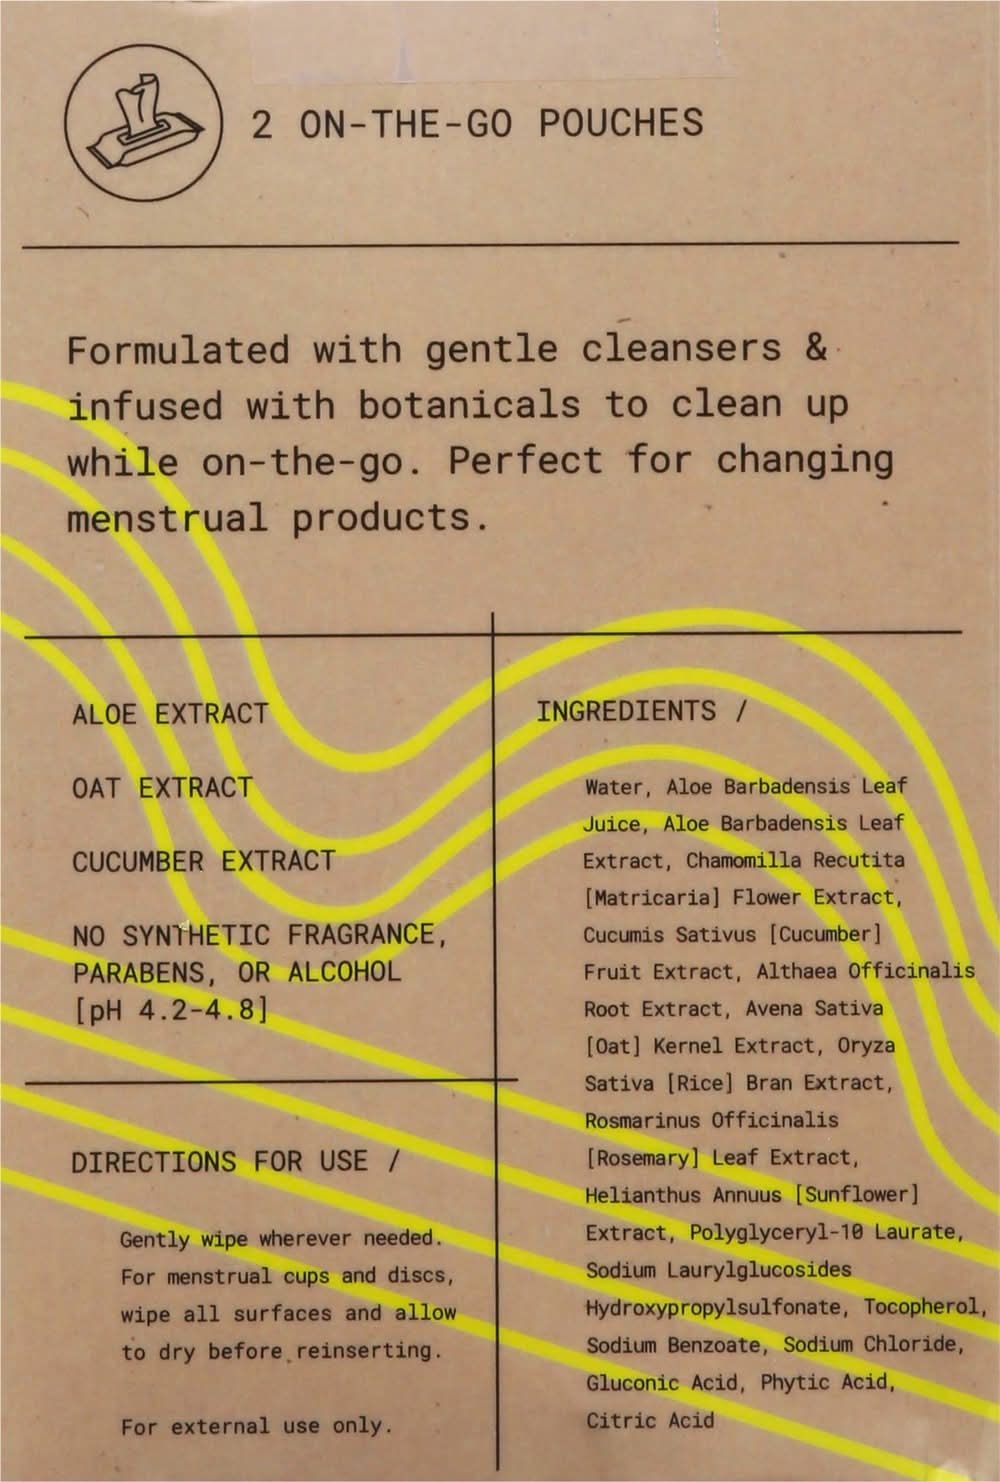 2 ON-THE-GO POUCHES
Formulated with gentle cleansers &
infused with botanicals to clean up
while on-the-go. Perfect for changing
menstrual products.
ALOE EXTRACT
OAT EXTRACT
CUCUMBER EXTRACT
NO SYNTHETIC FRAGRANCE,
PARABENS, OR ALCOHOL
[pH 4.2-4.8]
DIRECTIONS FOR USE /
Gently wipe wherever needed.
For menstrual cups and discs,
wipe all surfaces and allow
to dry before reinserting.
For external use only.
INGREDIENTS /
Water, Aloe Barbadensis Leaf
Juice, Aloe Barbadensis Leaf
Extract, Chamomilla Recutita
[Matricaria] Flower Extract,
Cucumis Sativus [Cucumber]
Fruit Extract, Althaea Officinalis
Root Extract, Avena Sativa
[Oat] Kernel Extract, Oryza
Sativa [Rice] Bran Extract,
Rosmarinus Officinalis
[Rosemary] Leaf Extract,
Helianthus Annuus [Sunflower]
Extract, Polyglyceryl-10 Laurate,
Sodium Laurylglucosides
Hydroxypropylsulfonate, Tocopherol,
Sodium Benzoate, Sodium Chloride,
Gluconic Acid, Phytic Acid,
Citric Acid